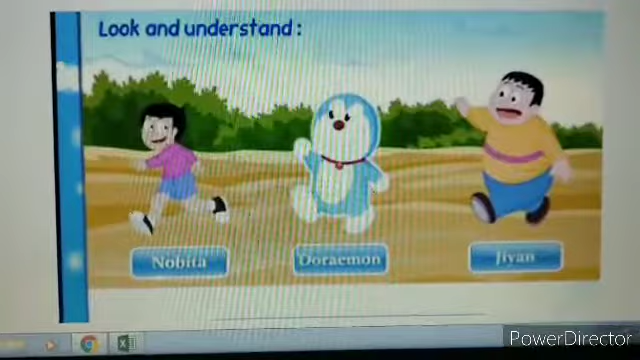 Look and understand :
Nobita
Doraemon
Jiyan
PowerDirector